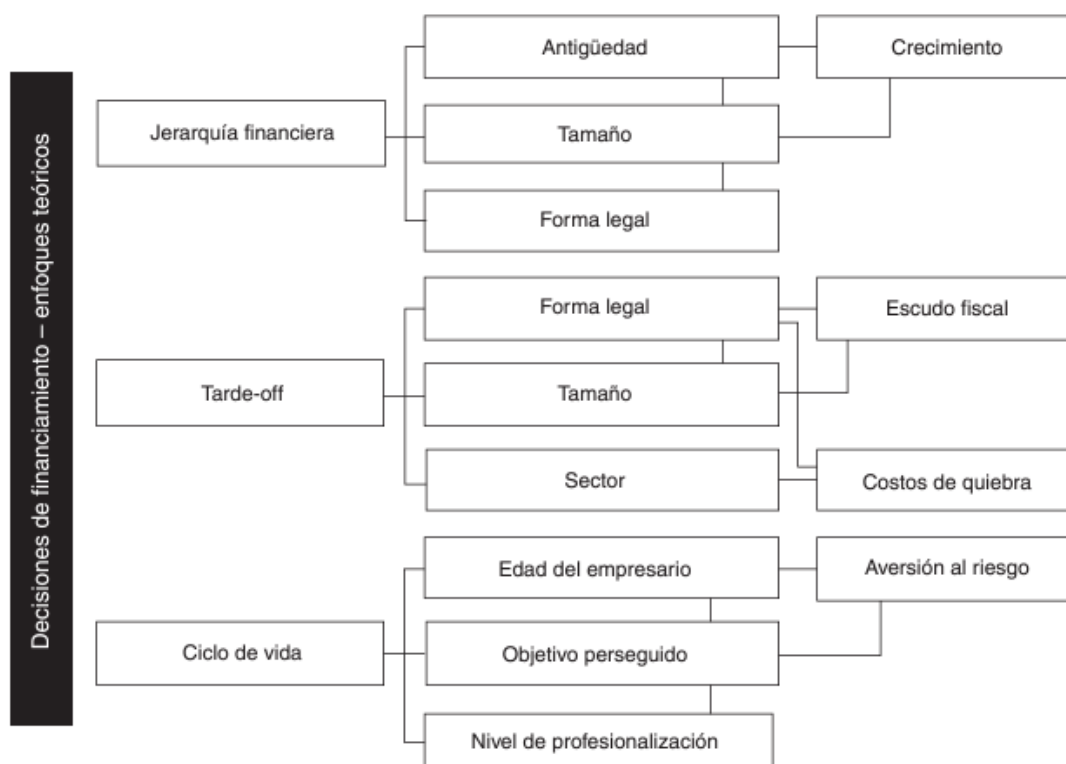 Decisiones de financiamiento – enfoques teóricos
Jerarquía financiera
Antigüedad
Crecimiento
Tamaño
Forma legal
Tarde-off
Forma legal
Escudo fiscal
Tamaño
Sector
Costos de quiebra
Ciclo de vida
Edad del empresario
Aversión al riesgo
Objetivo perseguido
Nivel de profesionalización